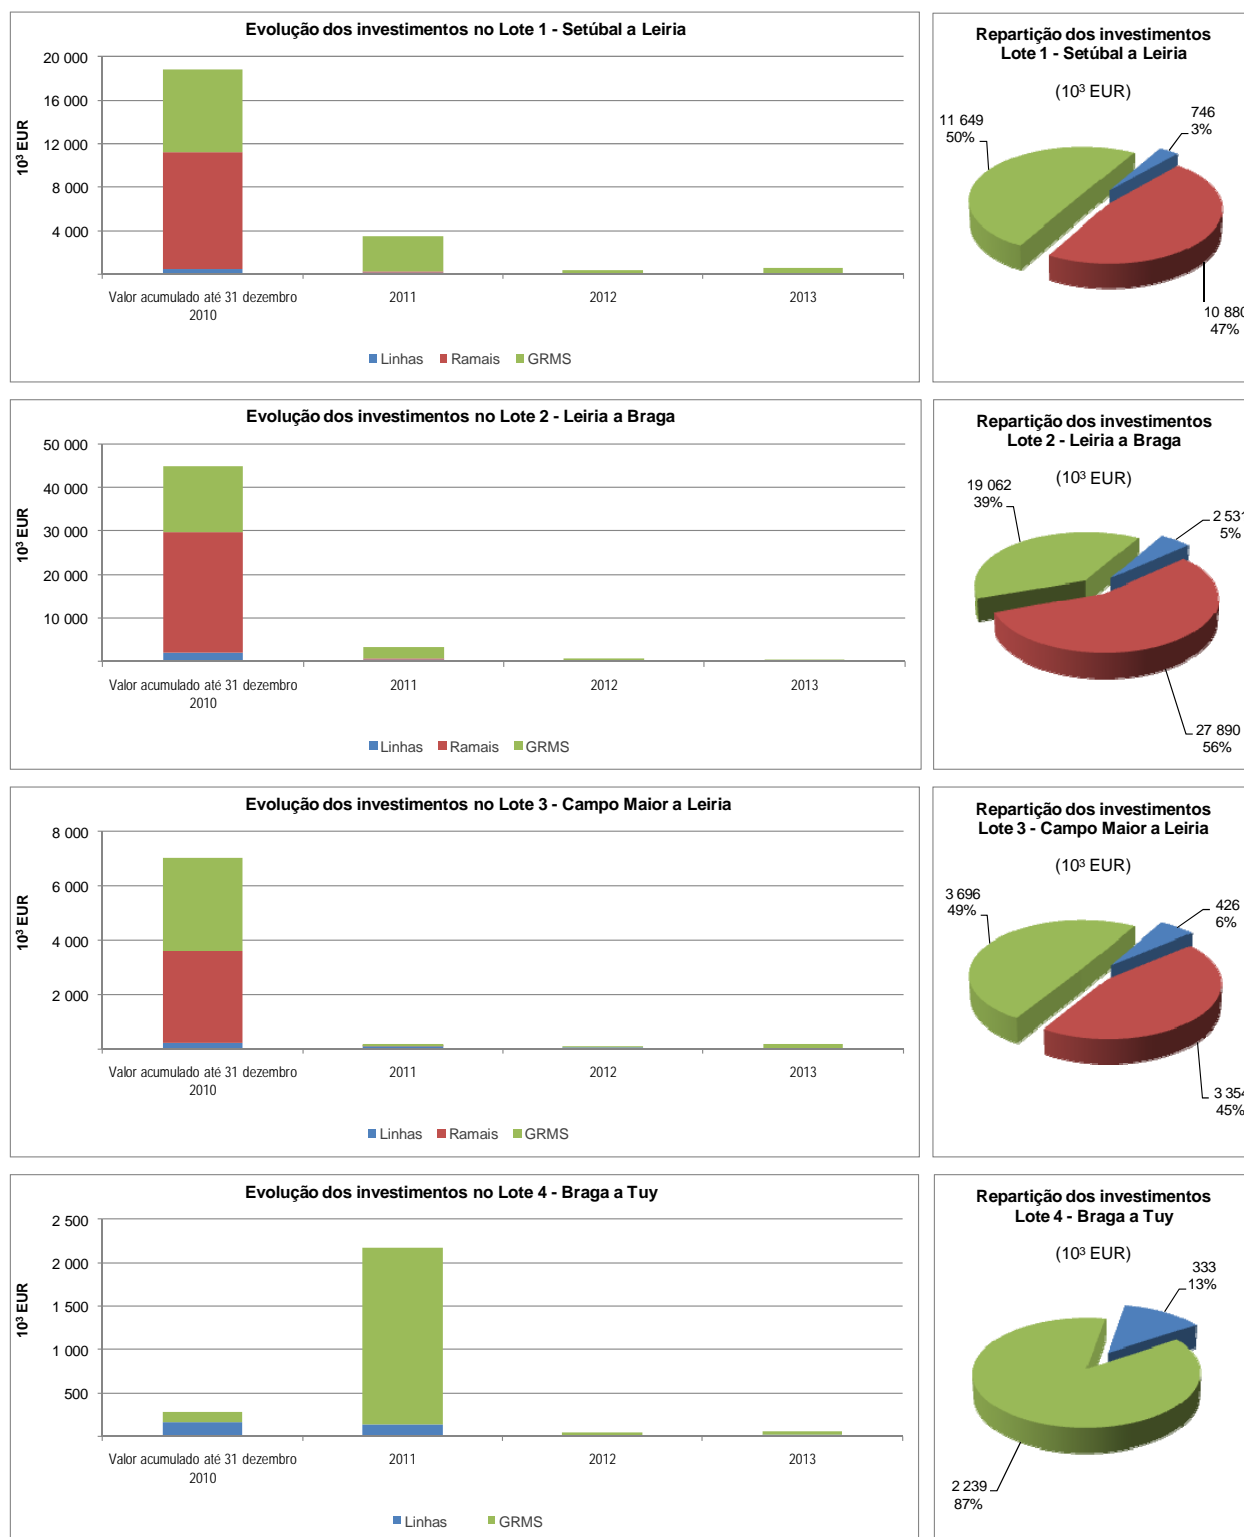 Evolução dos investimentos no Lote 1 - Setúbal a Leiria
10³ EUR
20 000
16 000
12 000
8 000
4 000
Valor acumulado até 31 dezembro
2010
2011
2012
2013
Linhas Ramais GRMS
Repartição dos investimentos
Lote 1 - Setúbal a Leiria
(10³ EUR)
11 649
50%
746
3%
10 880
47%
Evolução dos investimentos no Lote 2 - Leiria a Braga
10³ EUR
50 000
40 000
30 000
20 000
10 000
Valor acumulado até 31 dezembro
2010
2011
2012
2013
Linhas Ramais GRMS
Repartição dos investimentos
Lote 2 - Leiria a Braga
(10³ EUR)
19 062
39%
2 531
5%
27 890
56%
Evolução dos investimentos no Lote 3 - Campo Maior a Leiria
10³ EUR
8 000
6 000
4 000
2 000
Valor acumulado até 31 dezembro
2010
2011
2012
2013
Linhas Ramais GRMS
Repartição dos investimentos
Lote 3 - Campo Maior a Leiria
(10³ EUR)
3 696
49%
426
6%
3 354
45%
Evolução dos investimentos no Lote 4 - Braga a Tuy
10³ EUR
2 500
2 000
1 500
1 000
500
Valor acumulado até 31 dezembro
2010
2011
2012
2013
Linhas GRMS
Repartição dos investimentos
Lote 4 - Braga a Tuy
(10³ EUR)
333
13%
2 239
87%